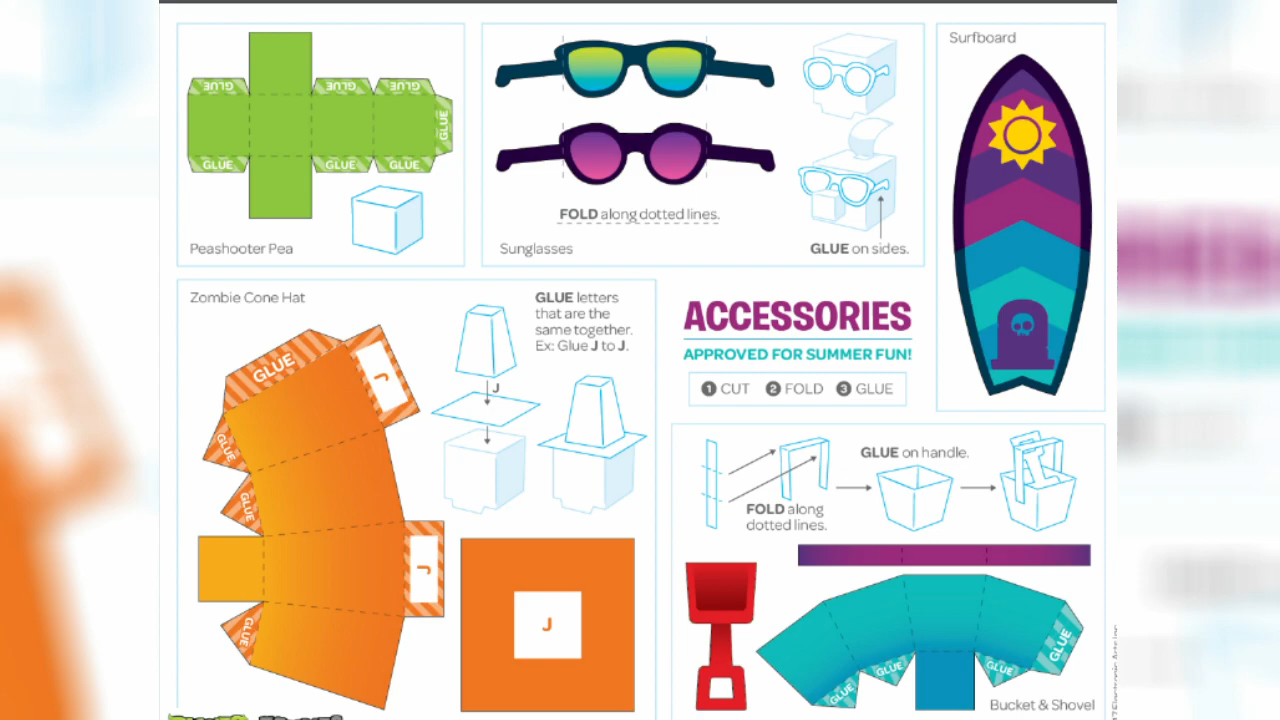 GLUE
GLUE
GLUE
GLUE
GLUE
GLUE
GLUE
Peashooter Pea
FOLD along dotted lines.
Sunglasses
GLUE on sides.
Surfboard
Zombie Cone Hat
GLUE letters
that are the
same together.
Ex: Glue J to J.
GLUE
J
GLUE
GLUE
J
GLUE
J
J
ACCESSORIES
APPROVED FOR SUMMER FUN!
1 CUT 2 FOLD 3 GLUE
GLUE on handle.
FOLD along
dotted lines.
GLUE
GLUE
GLUE
GLUE
Bucket & Shovel